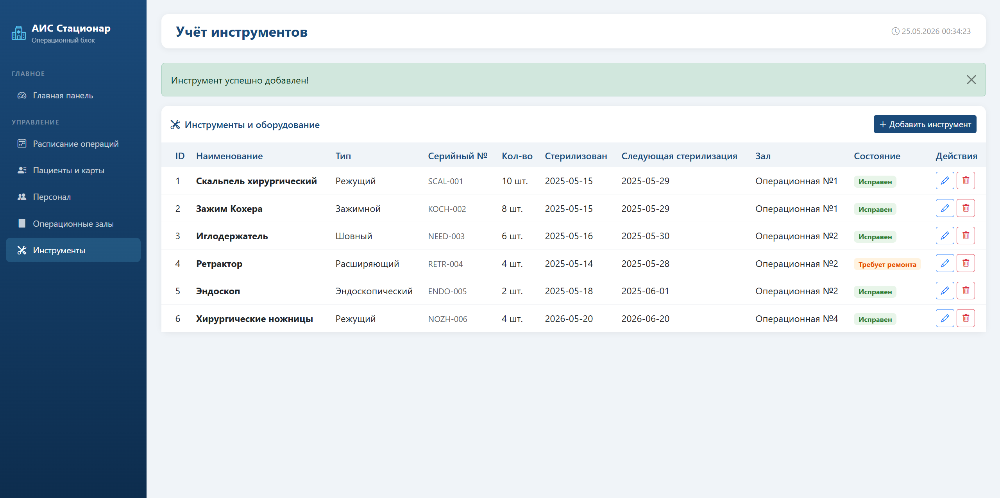 АИС Стационар
Операционный блок
ГЛАВНОЕ
Главная панель
УПРАВЛЕНИЕ
Расписание операций
Пациенты и карты
Персонал
Операционные залы
Инструменты
Учёт инструментов
25.05.2026 00:34:23
Инструмент успешно добавлен!
Инструменты и оборудование
+ Добавить инструмент
ID Наименование Тип Серийный № Кол-во Стерилизован Следующая стерилизация Зал Состояние Действия
1 Скальпель хирургический Режущий SCAL-001 10 шт. 2025-05-15 2025-05-29 Операционная №1 Исправен
2 Зажим Кохера Зажимной KOCH-002 8 шт. 2025-05-15 2025-05-29 Операционная №1 Исправен
3 Иглодержатель Шовный NEED-003 6 шт. 2025-05-16 2025-05-30 Операционная №2 Исправен
4 Ретрактор Расширяющий RETR-004 4 шт. 2025-05-14 2025-05-28 Операционная №2 Требует ремонта
5 Эндоскоп Эндоскопический ENDO-005 2 шт. 2025-05-18 2025-06-01 Операционная №2 Исправен
6 Хирургические ножницы Режущий NOZH-006 4 шт. 2026-05-20 2026-06-20 Операционная №4 Исправен